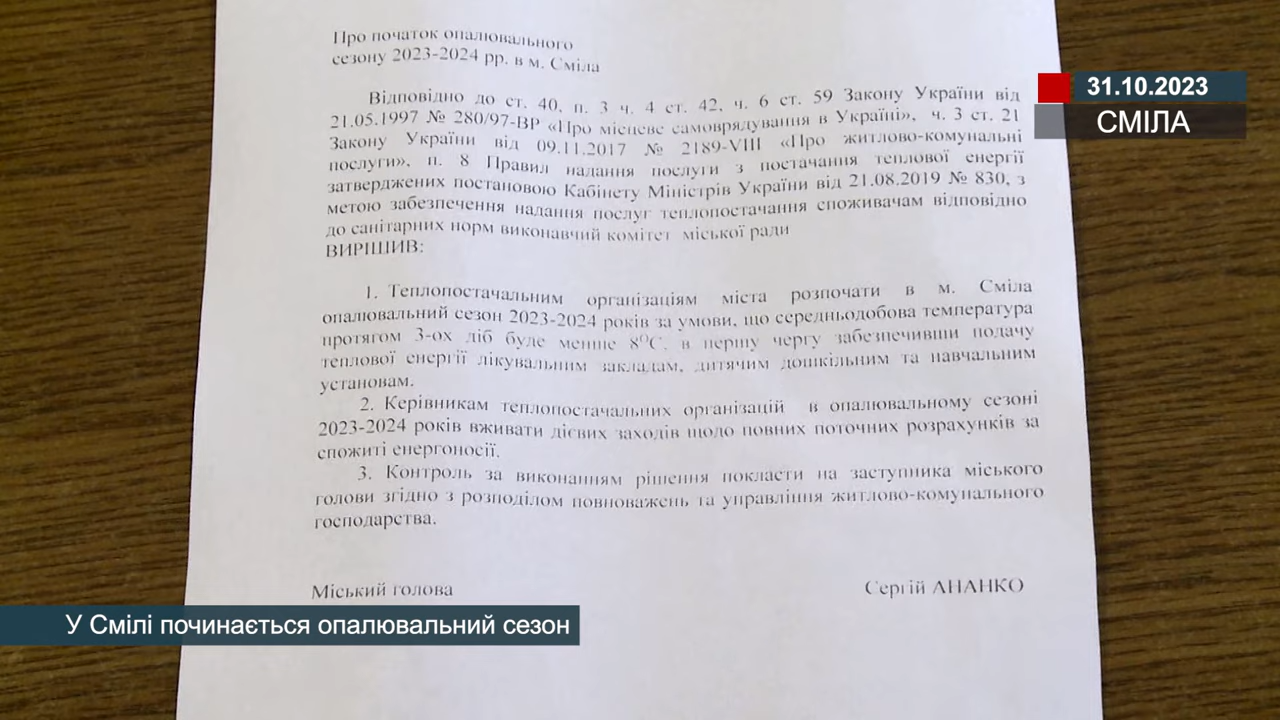 Про початок опалювального
сезону 2023-2024 рр. в м. Сміла
31.10.2023
СМІЛА
Відповідно до ст. 40, п. 3 ч. 4 ст. 42, ч. 6 ст. 59 Закону України від
21.05.1997 № 280/97-ВР «Про місцеве самоврядування в Україні», ч. 3 ст. 21
Закону України від 09.11.2017 № 2189-VIII «Про житлово-комунальні
послуги», п. 8 Правил надання послуги з постачання теплової енергії
затверджених постановою Кабінету Міністрів України від 21.08.2019 № 830, з
метою забезпечення надання послуг теплопостачання споживачам відповідно
до санітарних норм виконавчий комітет міської ради
ВИРІШИВ:
1. Теплопостачальним організаціям міста розпочати в м. Сміла
опалювальний сезон 2023-2024 років за умови, що середньодобова температура
протягом 3-ох діб буде менше 8⁰С, в першу чергу забезпечивши подачу
теплової енергії лікувальним закладам, дитячим дошкільним та навчальним
установам.
2. Керівникам теплопостачальних організацій в опалювальному сезоні
2023-2024 років вживати дієвих заходів щодо повних поточних розрахунків за
спожиті енергоносії.
3. Контроль за виконанням рішення покласти на заступника міського
голови згідно з розподілом повноважень та управління житлово-комунального
господарства.
Міський голова Сергій АНАНКО
У Смілі починається опалювальний сезон